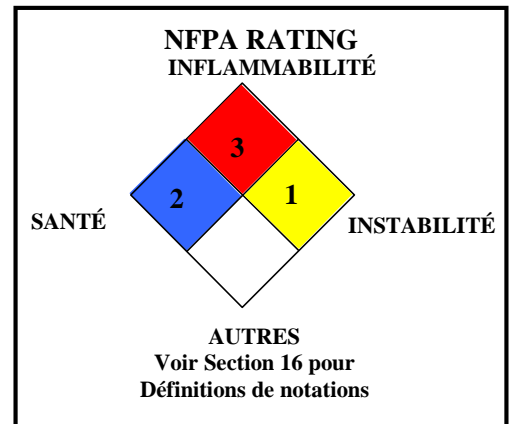 NFPA RATING
INFLAMMABILITÉ
3
2
1
SANTÉ
INSTABILITÉ
AUTRES
Voir Section 16 pour
Définitions de notations